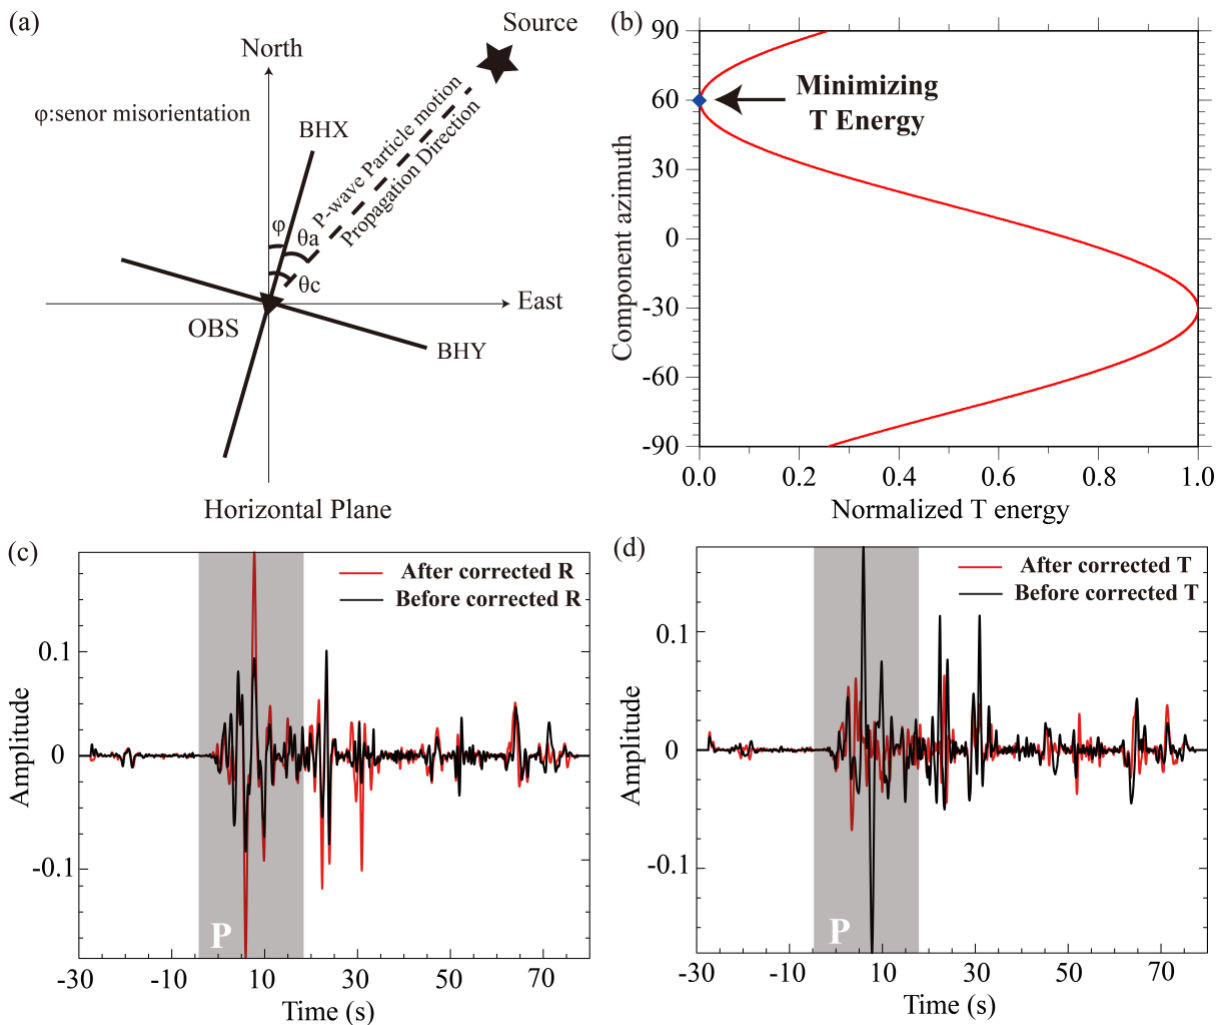 (a)
Source
North
φ:senor misorientation
BHX
P-wave Particle motion
Propagation Direction
φ
θa
θc
East
OBS
BHY
Horizontal Plane
(b)
90
60
30
0
-30
-60
-90
Component azimuth
Minimizing
T Energy
0.0 0.2 0.4 0.6 0.8 1.0
Normalized T energy
(c)
After corrected R
Before corrected R
0.1
0
-0.1
Amplitude
P
-30 -10 10 30 50 70
Time (s)
(d)
After corrected T
Before corrected T
0.1
0
-0.1
Amplitude
P
-30 -10 10 30 50 70
Time (s)